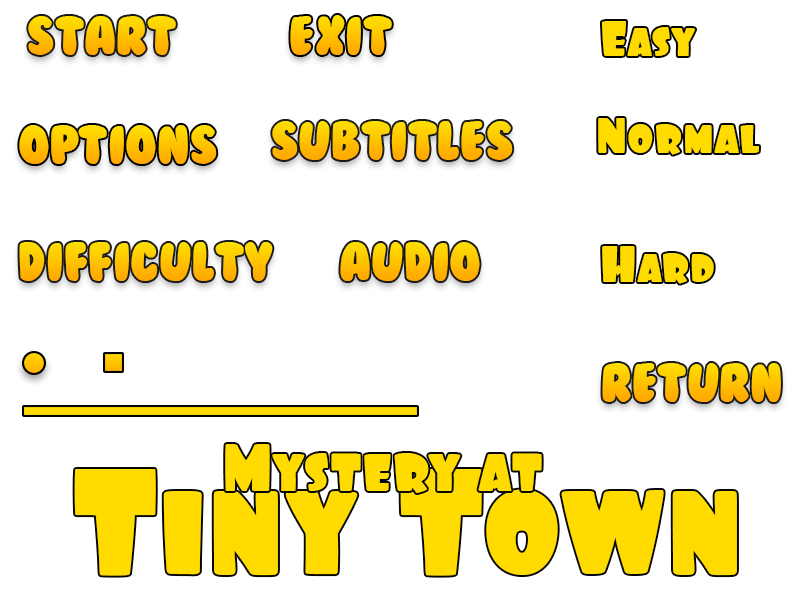 START EXIT EASY
OPTIONS SUBTITLES NORMAL
DIFFICULTY AUDIO HARD
RETURN
MYSTERY AT
TINY TOWN